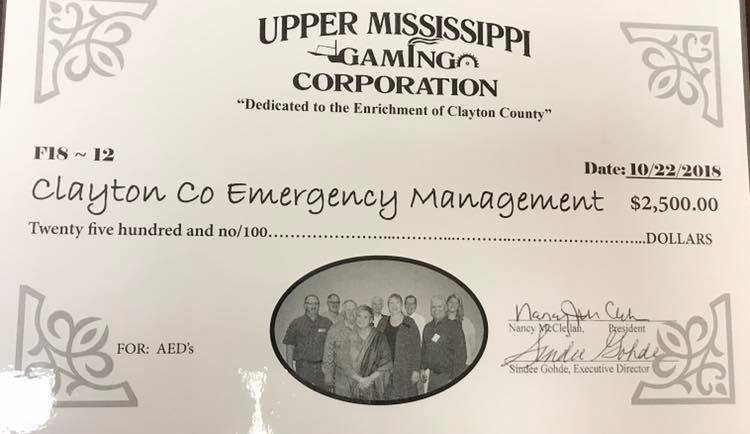 UPPER MISSISSIPPI
GAMING
CORPORATION
“Dedicated to the Enrichment of Clayton County”
F18 ~ 12
Date: 10/22/2018
Clayton Co Emergency Management $2,500.00
Twenty five hundred and no/100.......................................................................DOLLARS
FOR: AED's
Nancy McClellan, President
Sindee Gohde
Sindee Gohde, Executive Director